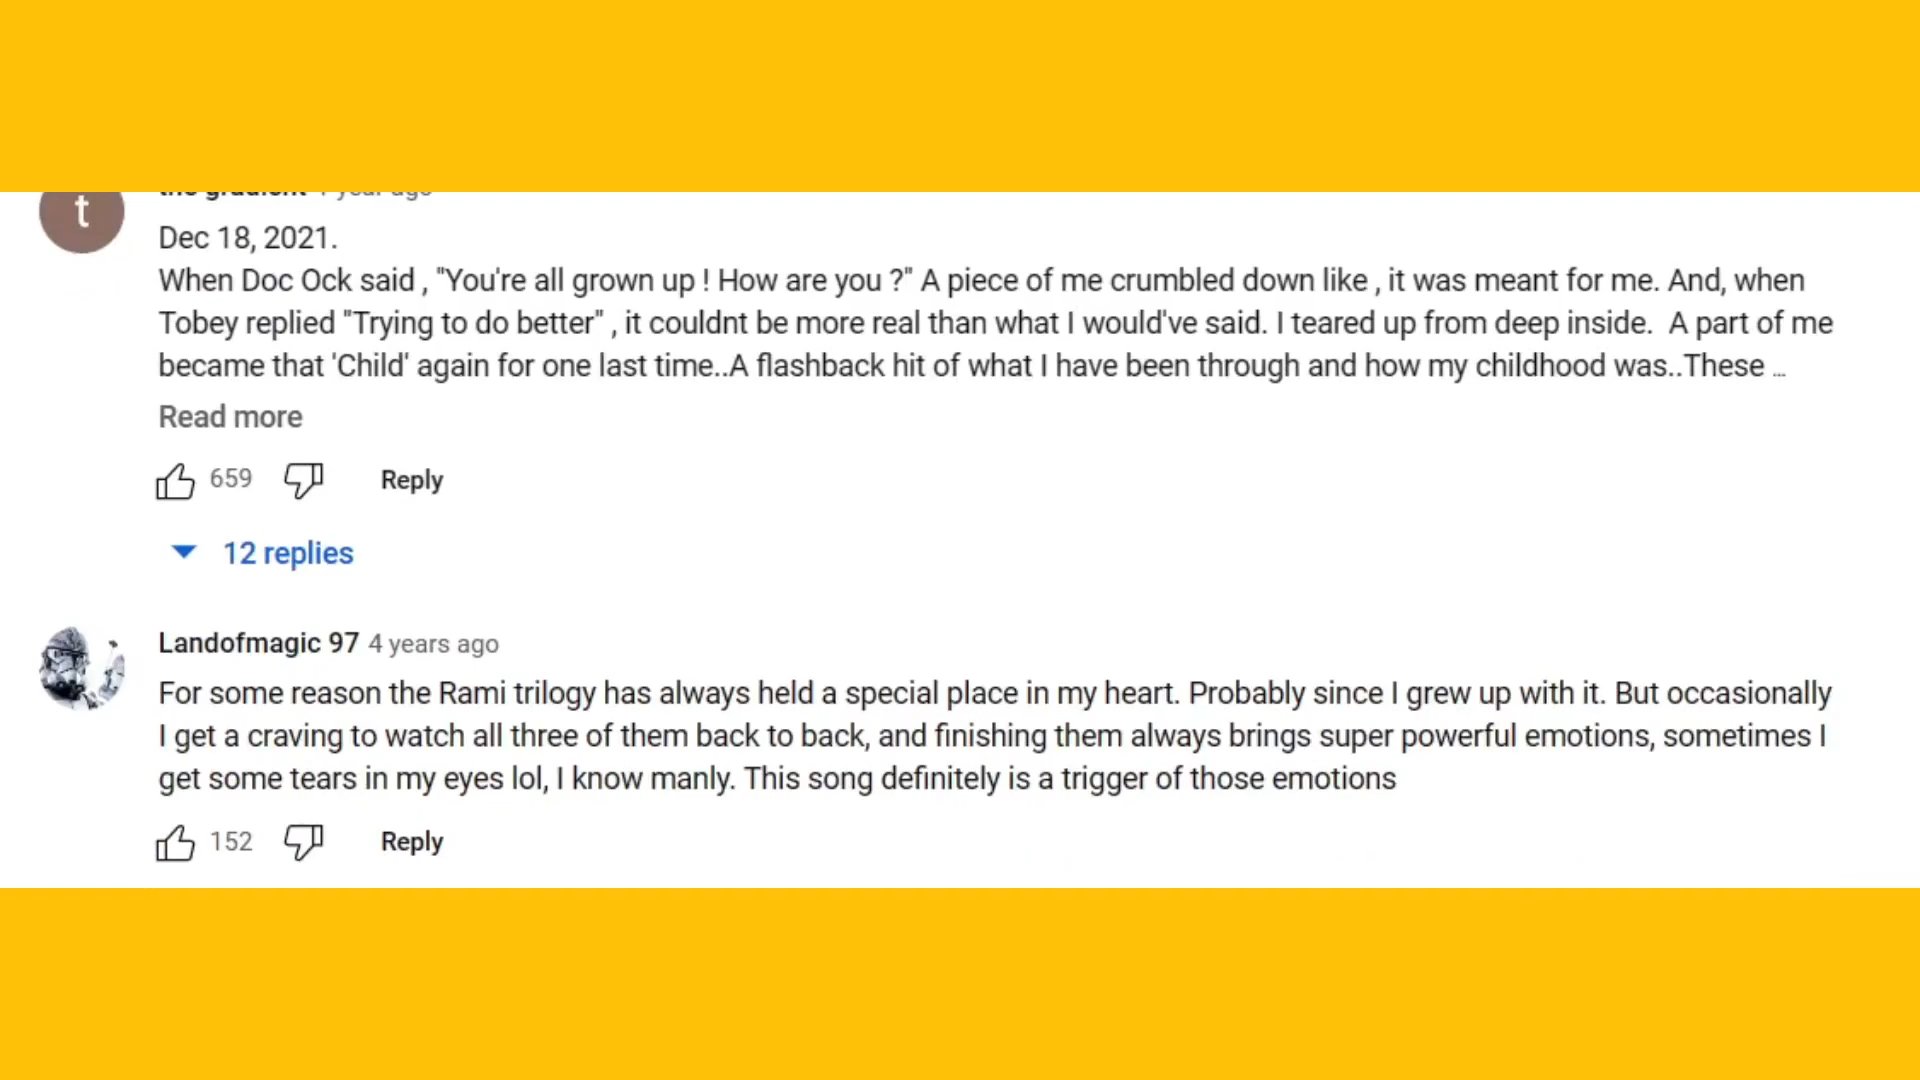 t
the gradient 1 year ago
Dec 18, 2021.
When Doc Ock said , "You're all grown up ! How are you ?" A piece of me crumbled down like , it was meant for me. And, when
Tobey replied "Trying to do better" , it couldnt be more real than what I would've said. I teared up from deep inside.  A part of me
became that 'Child' again for one last time..A flashback hit of what I have been through and how my childhood was..These ...
Read more
659 Reply
12 replies
Landofmagic 97 4 years ago
For some reason the Rami trilogy has always held a special place in my heart. Probably since I grew up with it. But occasionally
I get a craving to watch all three of them back to back, and finishing them always brings super powerful emotions, sometimes I
get some tears in my eyes lol, I know manly. This song definitely is a trigger of those emotions
152 Reply